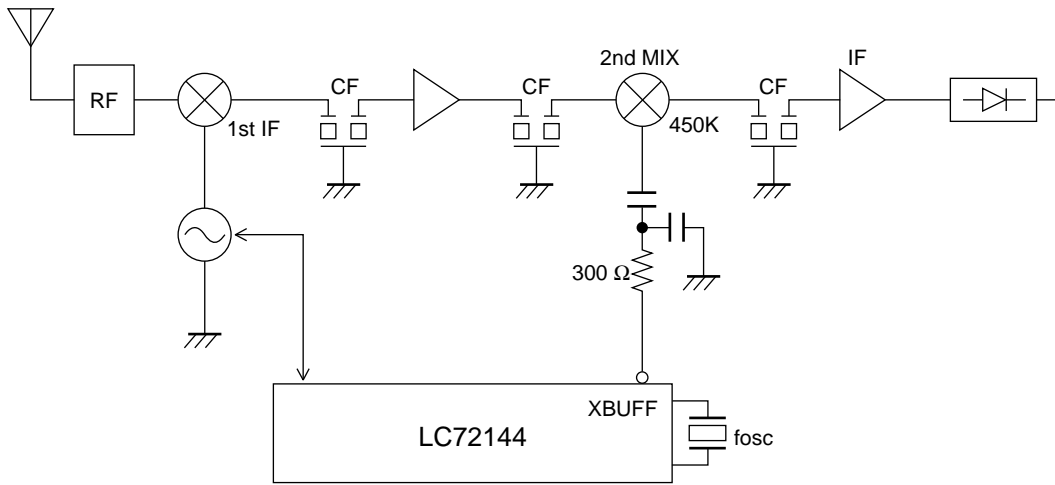 RF
1st IF
CF
CF
2nd MIX
450K
CF
IF
300 Ω
XBUFF
LC72144
fosc